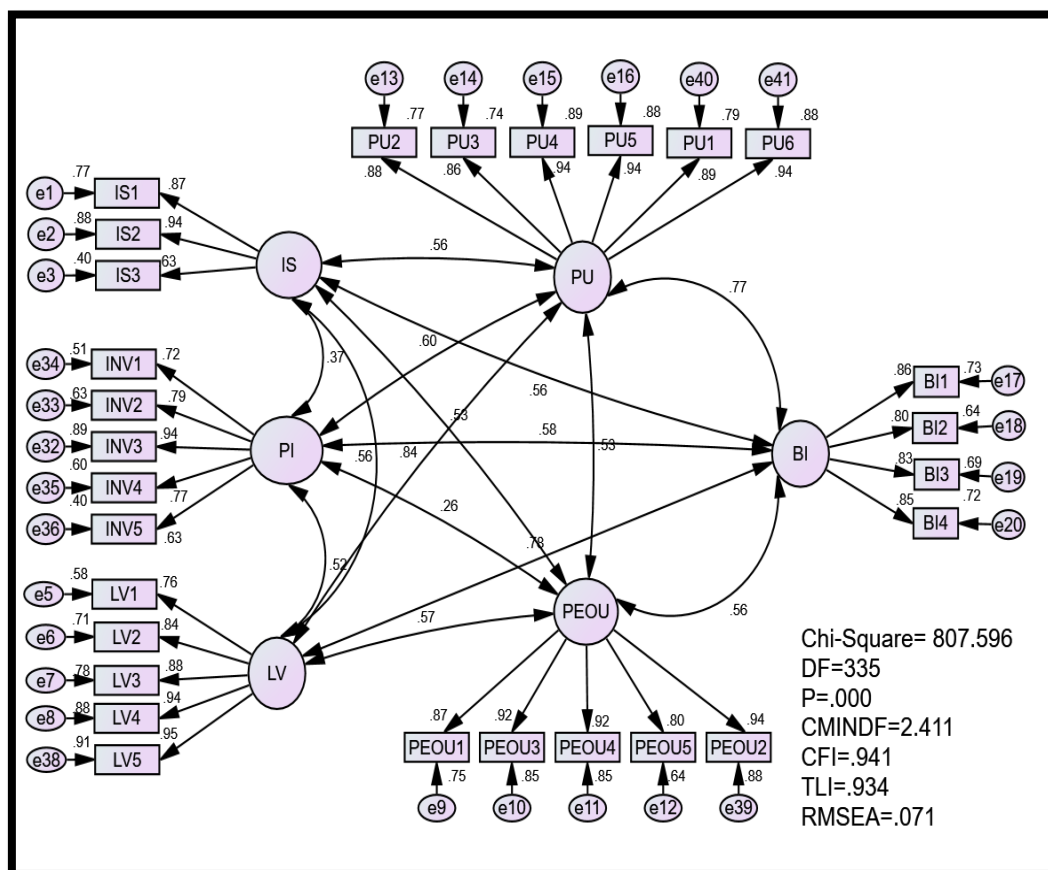 e13 e14 e15 e16 e40 e41
.77 .74 .89 .88 .79 .88
PU2 PU3 PU4 PU5 PU1 PU6
.88 .86 .94 .94 .89 .94
.77
e1 IS1 .87
.88
e2 IS2 .94
.40
e3 IS3 .63
IS
.56
PU
.77
.37
.60
.56
.51
e34 INV1 .72
.63
e33 INV2 .79
.89
e32 INV3 .94
.60
e35 INV4 .77
.40
e36 INV5 .63
PI
.56
.84
.53
.58
.53
BI
.86 BI1 .73 e17
.80 BI2 .64 e18
.83 BI3 .69 e19
.85 BI4 .72 e20
.26
.52
.78
.58
e5 LV1 .76
.71
e6 LV2 .84
.78
e7 LV3 .88
.88
e8 LV4 .94
.91
e38 LV5 .95
LV
.57
PEOU
.56
.87 .92 .92 .80 .94
PEOU1 PEOU3 PEOU4 PEOU5 PEOU2
.75 .85 .85 .64 .88
e9 e10 e11 e12 e39
Chi-Square= 807.596
DF=335
P=.000
CMINDF=2.411
CFI=.941
TLI=.934
RMSEA=.071